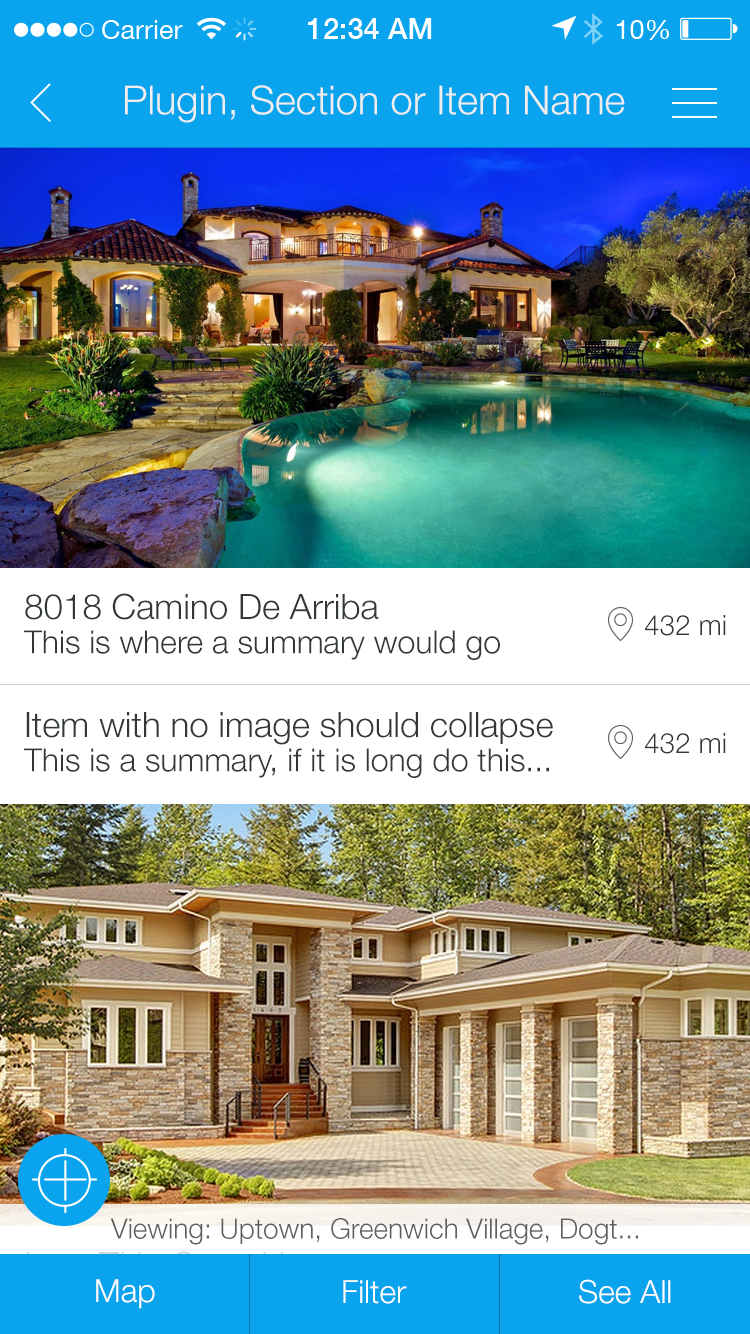 Carrier 12:34 AM 10%
Plugin, Section or Item Name
8018 Camino De Arriba
This is where a summary would go
432 mi
Item with no image should collapse
This is a summary, if it is long do this...
432 mi
Viewing: Uptown, Greenwich Village, Dogt...
Map Filter See All